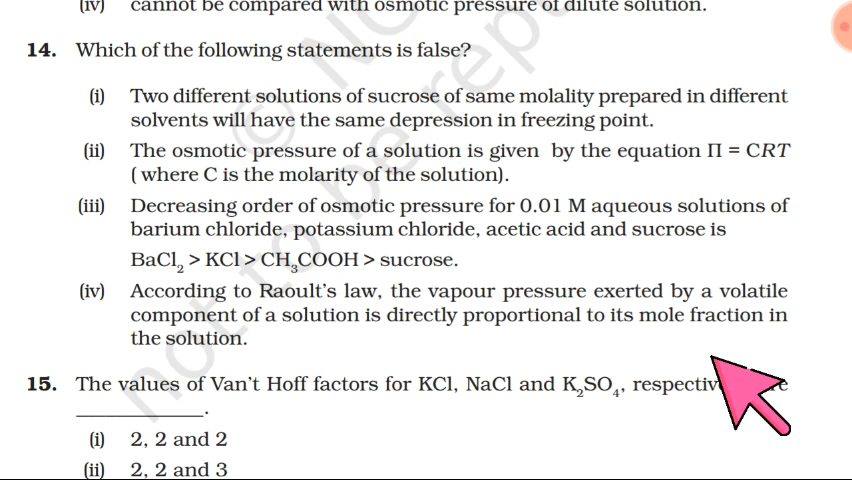 (iv) cannot be compared with osmotic pressure of dilute solution.
14. Which of the following statements is false?
(i) Two different solutions of sucrose of same molality prepared in different
solvents will have the same depression in freezing point.
(ii) The osmotic pressure of a solution is given by the equation Π = CRT
( where C is the molarity of the solution).
(iii) Decreasing order of osmotic pressure for 0.01 M aqueous solutions of
barium chloride, potassium chloride, acetic acid and sucrose is
BaCl₂ > KCl > CH₃COOH > sucrose.
(iv) According to Raoult's law, the vapour pressure exerted by a volatile
component of a solution is directly proportional to its mole fraction in
the solution.
15. The values of Van't Hoff factors for KCl, NaCl and K₂SO₄, respectiv
____________.
(i) 2, 2 and 2
(ii) 2, 2 and 3
© NC
not to be rep